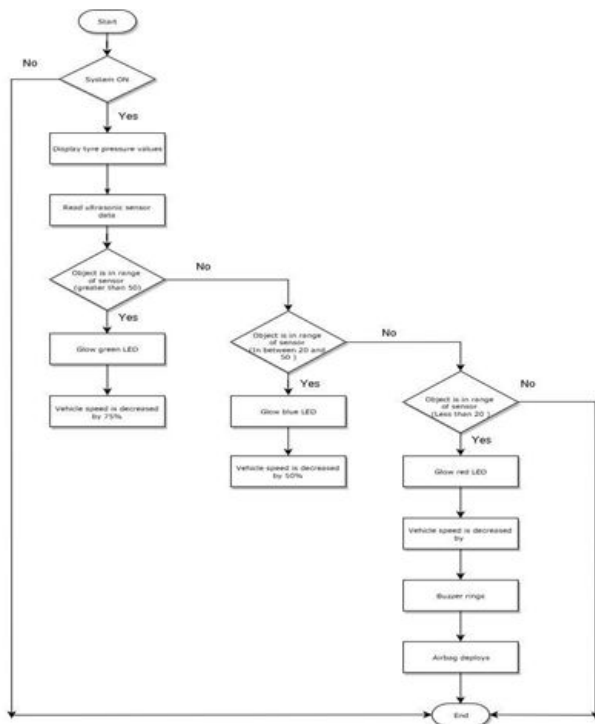 Start
No
System ON
Yes
Display tyre pressure values
Read ultrasonic sensor
data
Object is in range
of sensor
(greater than 50)
No
Yes
Object is in range
of sensor
(In between 20 and
50 )
No
Glow green LED
Yes
Object is in range
of sensor
(Less than 20 )
No
Vehicle speed is decreased
by 75%
Glow blue LED
Yes
Vehicle speed is decreased
by 50%
Glow red LED
Vehicle speed is decreased
by
Buzzer rings
Airbag deploys
End